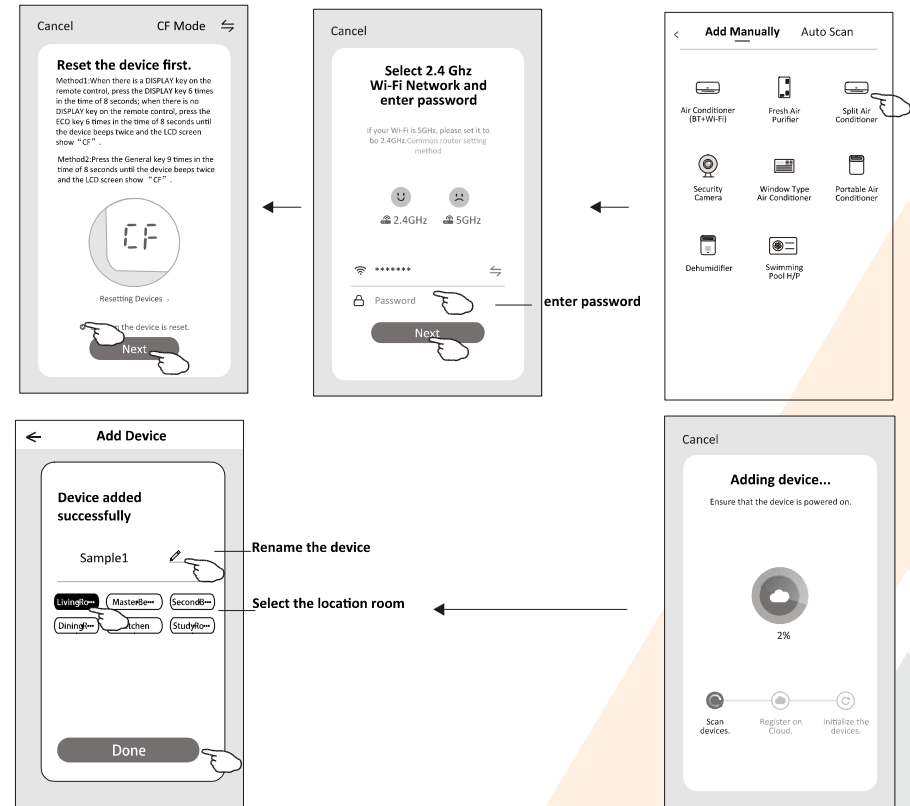 Cancel
CF Mode
Reset the device first.
Method1:When there is a DISPLAY key on the
remote control, press the DISPLAY key 6 times
in the time of 8 seconds; when there is no
DISPLAY key on the remote control, press the
ECO key 6 times in the time of 8 seconds until
the device beeps twice and the LCD screen
show “CF” .
Method2:Press the General key 9 times in the
time of 8 seconds until the device beeps twice
and the LCD screen show “CF” .
CF
Resetting Devices >
the device is reset.
Next
Cancel
Select 2.4 Ghz
Wi-Fi Network and
enter password
If your Wi-Fi is 5GHz, please set it to
bo 2.4GHz.Common router setting
method
2.4GHz
5GHz
*******
Password
enter password
Next
< Add Manually Auto Scan
Air Conditioner
(BT+Wi-Fi)
Fresh Air
Purifier
Split Air
Conditioner
Security
Camera
Window Type
Air Conditioner
Portable Air
Conditioner
Dehumidifier
Swimming
Pool H/P
Add Device
Device added
successfully
Sample1
Rename the device
LivingRo···
MasterBe···
SecondB···
Select the location room
DiningR···
tchen
StudyRo···
Done
Cancel
Adding device...
Ensure that the device is powered on.
2%
Scan
devices.
Register on
Cloud.
Initialize the
devices.